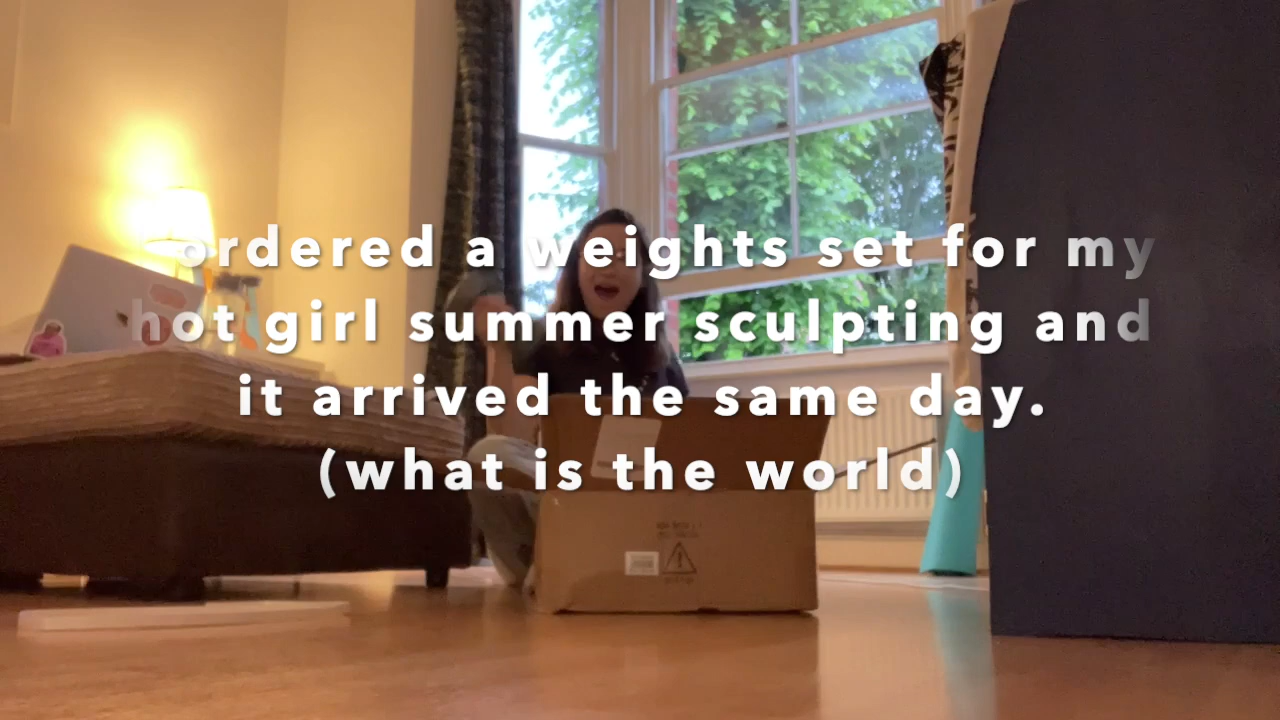 ordered a weights set for my
hot girl summer sculpting and
it arrived the same day.
(what is the world)